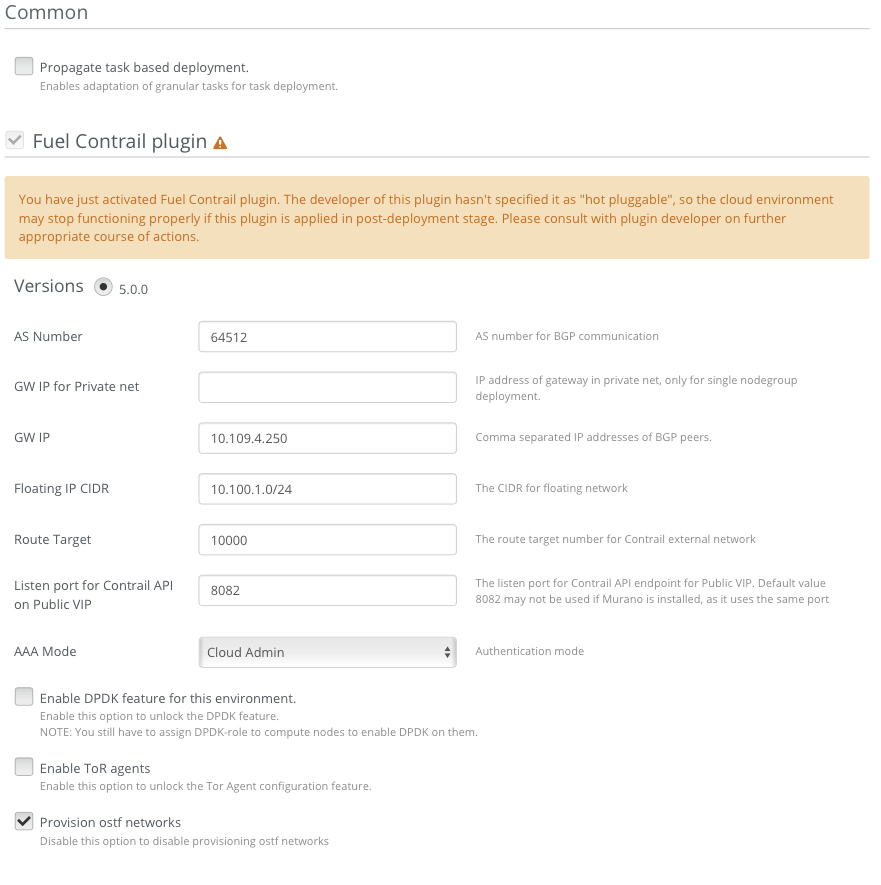 Common
Propagate task based deployment.
Enables adaptation of granular tasks for task deployment.
Fuel Contrail plugin
You have just activated Fuel Contrail plugin. The developer of this plugin hasn't specified it as "hot pluggable", so the cloud environment
may stop functioning properly if this plugin is applied in post-deployment stage. Please consult with plugin developer on further
appropriate course of actions.
Versions 5.0.0
AS Number 64512 AS number for BGP communication
GW IP for Private net IP address of gateway in private net, only for single nodegroup
deployment.
GW IP 10.109.4.250 Comma separated IP addresses of BGP peers.
Floating IP CIDR 10.100.1.0/24 The CIDR for floating network
Route Target 10000 The route target number for Contrail external network
Listen port for Contrail API
on Public VIP
8082
The listen port for Contrail API endpoint for Public VIP. Default value
8082 may not be used if Murano is installed, as it uses the same port
AAA Mode Cloud Admin Authentication mode
Enable DPDK feature for this environment.
Enable this option to unlock the DPDK feature.
NOTE: You still have to assign DPDK-role to compute nodes to enable DPDK on them.
Enable ToR agents
Enable this option to unlock the Tor Agent configuration feature.
Provision ostf networks
Disable this option to disable provisioning ostf networks